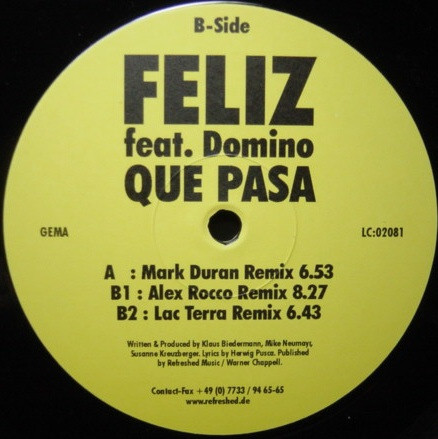 B-Side
FELIZ
feat. Domino
QUE PASA
GEMA
LC:02081
A : Mark Duran Remix 6.53
B1 : Alex Rocco Remix 8.27
B2 : Lac Terra Remix 6.43
Written & Produced by Klaus Biedermann, Mike Neumayr,
Susanne Kreuzberger. Lyrics by Herwig Pusca. Published
by Refreshed Music / Warner Chappell.
Contact-Fax +49 (0) 7733 / 94 65-65
www.refreshed.de